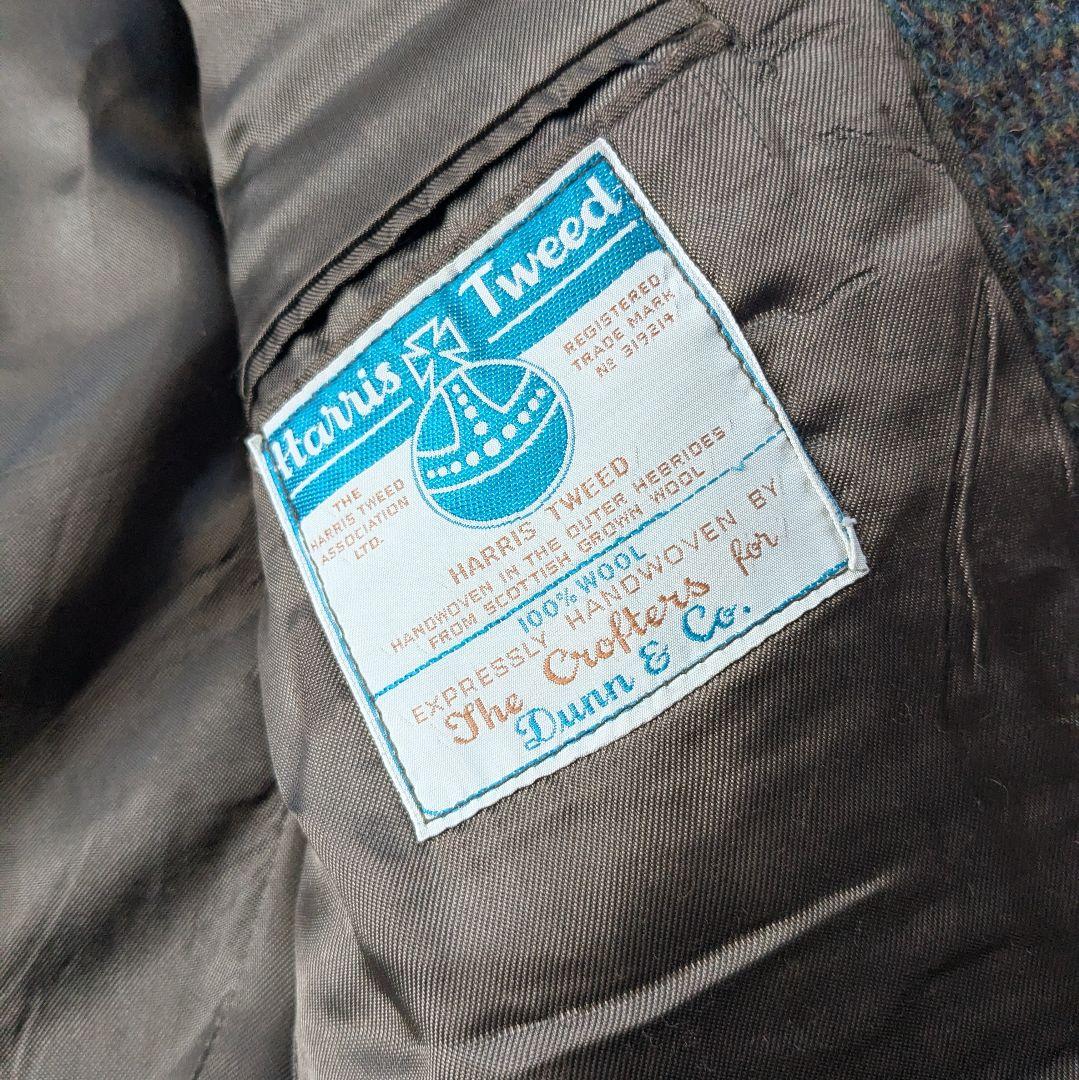 Harris Tweed
REGISTERED
TRADE MARK
Nº 319214
THE
HARRIS TWEED
ASSOCIATION
LTD.
HARRIS TWEED
HANDWOVEN IN THE OUTER HEBRIDES
FROM SCOTTISH GROWN WOOL
100% WOOL
EXPRESSLY HANDWOVEN BY
The Crofters for
Dunn & Co.